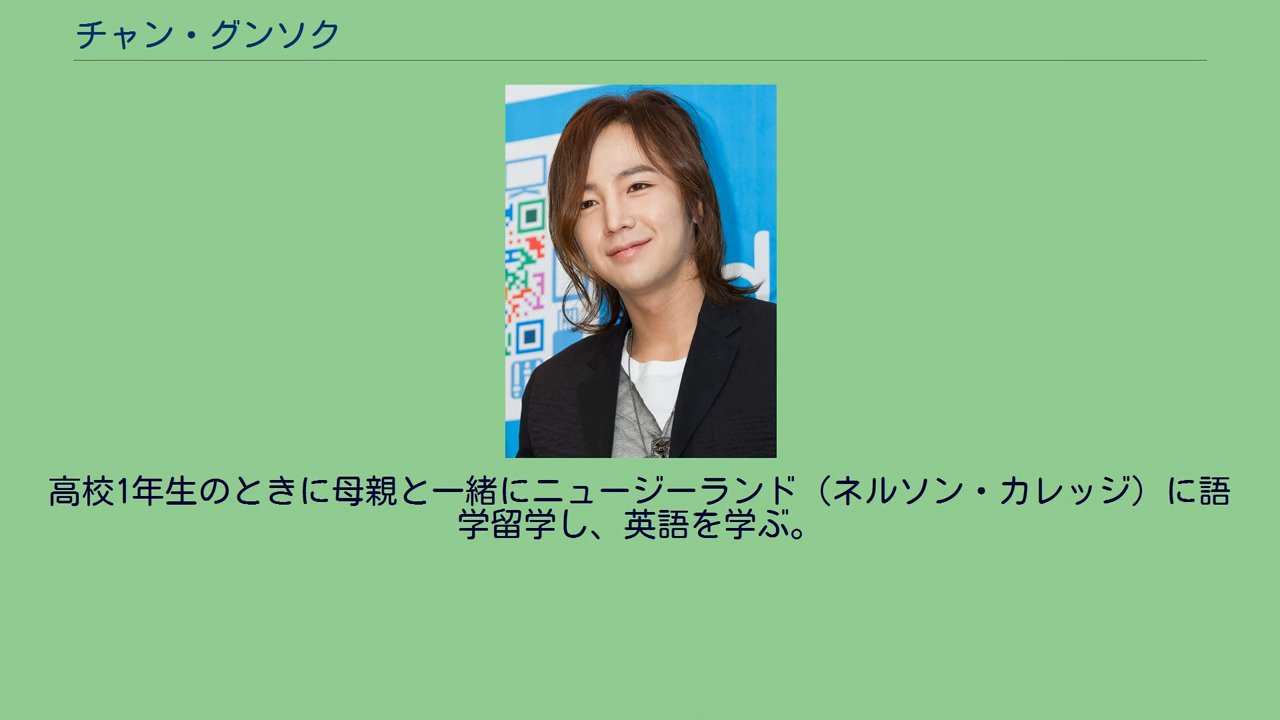 チャン・グンソク
d
高校1年生のときに母親と一緒にニュージーランド（ネルソン・カレッジ）に語
学留学し、英語を学ぶ。